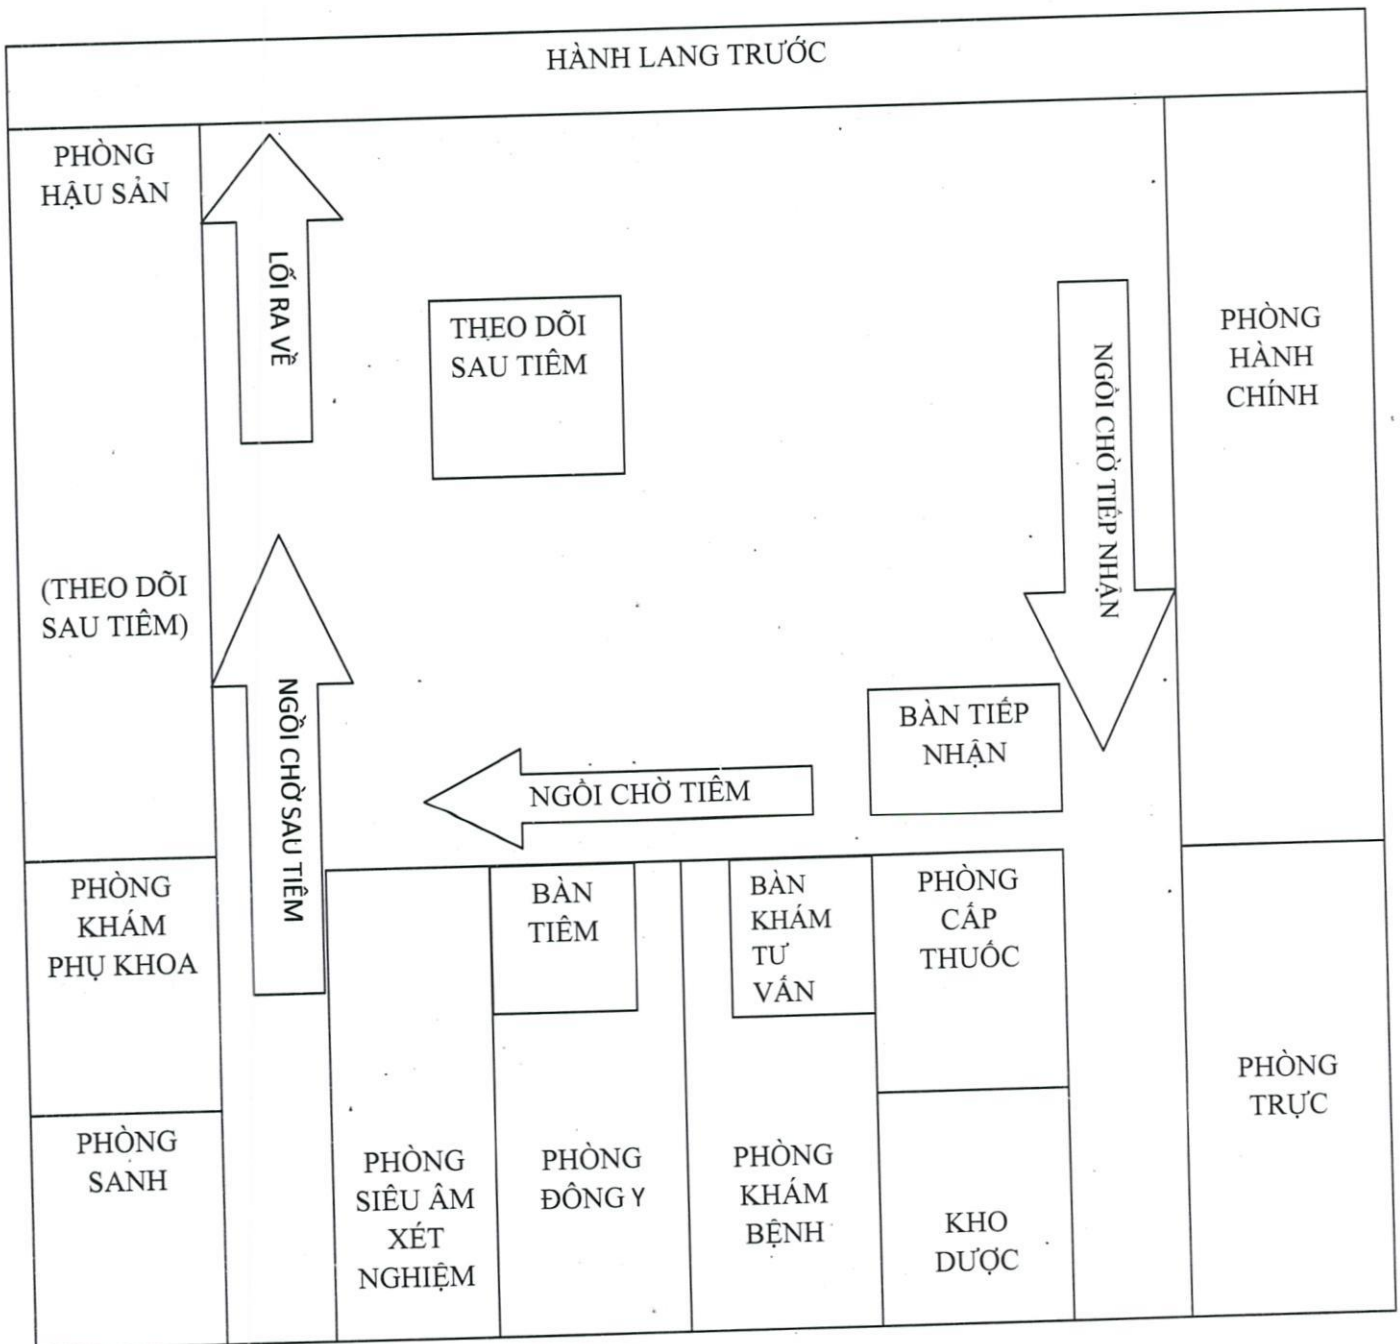 HÀNH LANG TRƯỚC
PHÒNG
HẬU SẢN
LỐI RA VỀ
THEO DÕI
SAU TIÊM
NGỒI CHỜ TIẾP NHẬN
PHÒNG
HÀNH
CHÍNH
(THEO DÕI
SAU TIÊM)
NGỒI CHỜ SAU TIÊM
BÀN TIẾP
NHẬN
NGỒI CHỜ TIÊM
PHÒNG
KHÁM
PHỤ KHOA
BÀN
TIÊM
BÀN
KHÁM
TƯ
VẤN
PHÒNG
CẤP
THUỐC
PHÒNG
TRỰC
PHÒNG
SANH
PHÒNG
SIÊU ÂM
XÉT
NGHIỆM
PHÒNG
ĐÔNG Y
PHÒNG
KHÁM
BỆNH
KHO
DƯỢC